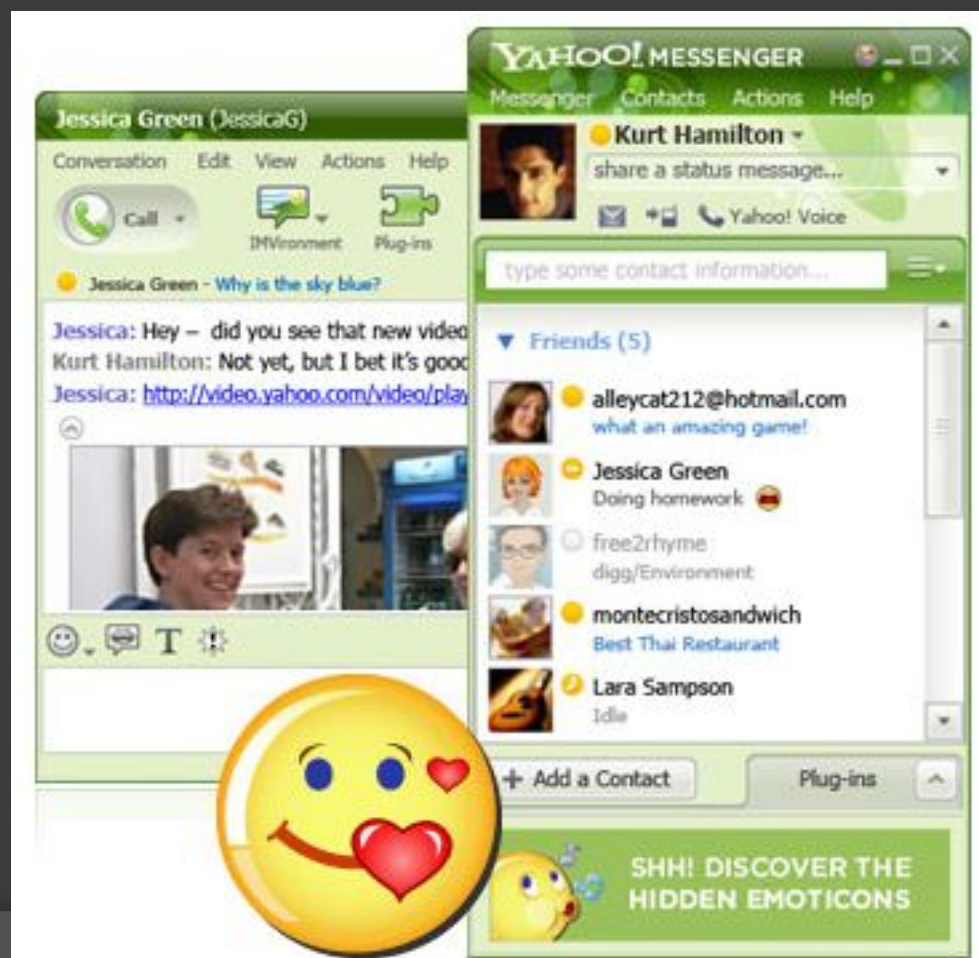 Jessica Green (JessicaG)
Conversation Edit View Actions Help
Call
IMVironment Plug-ins
Jessica Green - Why is the sky blue?
Jessica: Hey – did you see that new video
Kurt Hamilton: Not yet, but I bet it's good
Jessica: http://video.yahoo.com/video/play
T
YAHOO! MESSENGER
Messenger Contacts Actions Help
Kurt Hamilton
share a status message...
Yahoo! Voice
type some contact information...
Friends (5)
alleycat212@hotmail.com
what an amazing game!
Jessica Green
Doing homework
free2rhyme
digg/Environment
montecristosandwich
Best Thai Restaurant
Lara Sampson
Idle
+ Add a Contact
Plug-ins
SHH! DISCOVER THE
HIDDEN EMOTICONS